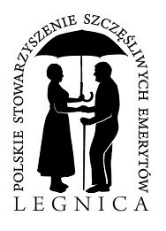 POLSKIE STOWARZYSZENIE SZCZĘŚLIWYCH EMERYTÓW
LEGNICA